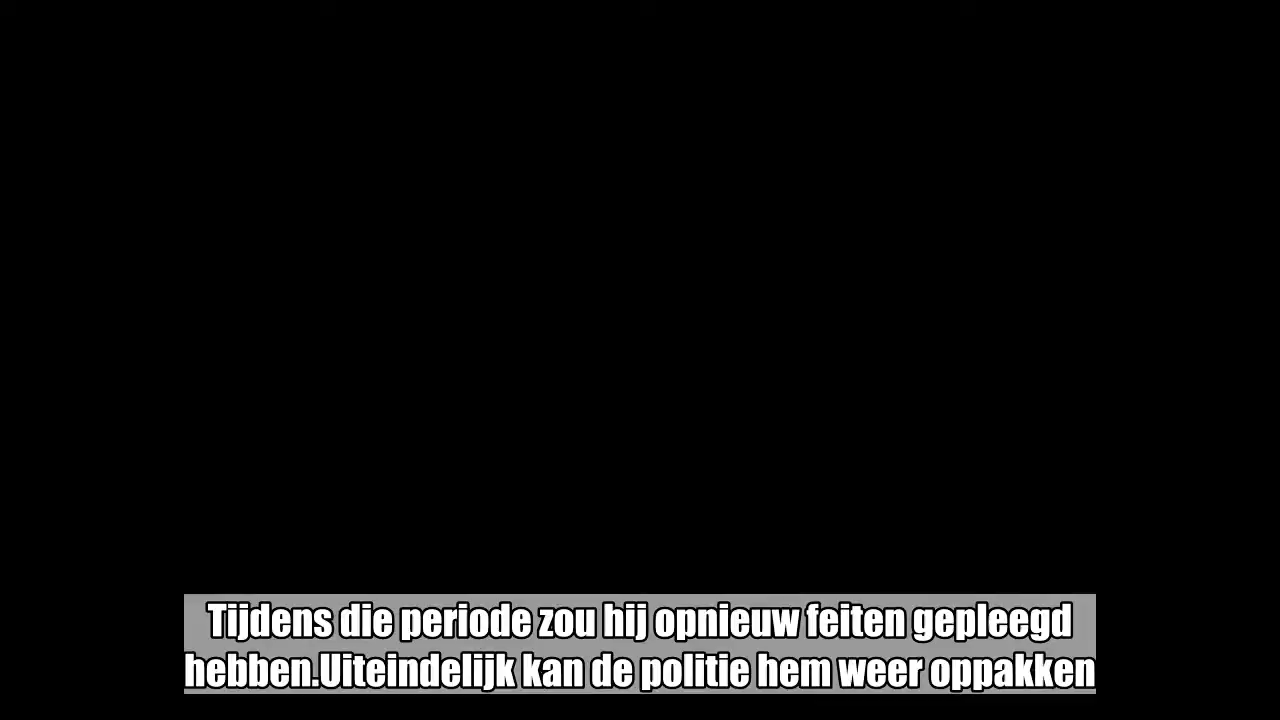 Tijdens die periode zou hij opnieuw feiten gepleegd
hebben.Uiteindelijk kan de politie hem weer oppakken